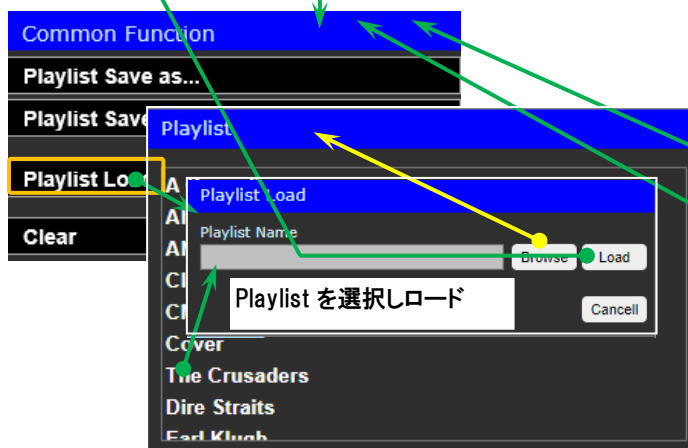 Common Function
Playlist Save as...
Playlist Save
Playlist
Playlist Load
Playlist Load
Playlist Name
Browse
Load
Clear
Playlist を選択しロード
Cancell
Cover
The Crusaders
Dire Straits
Earl Klugh